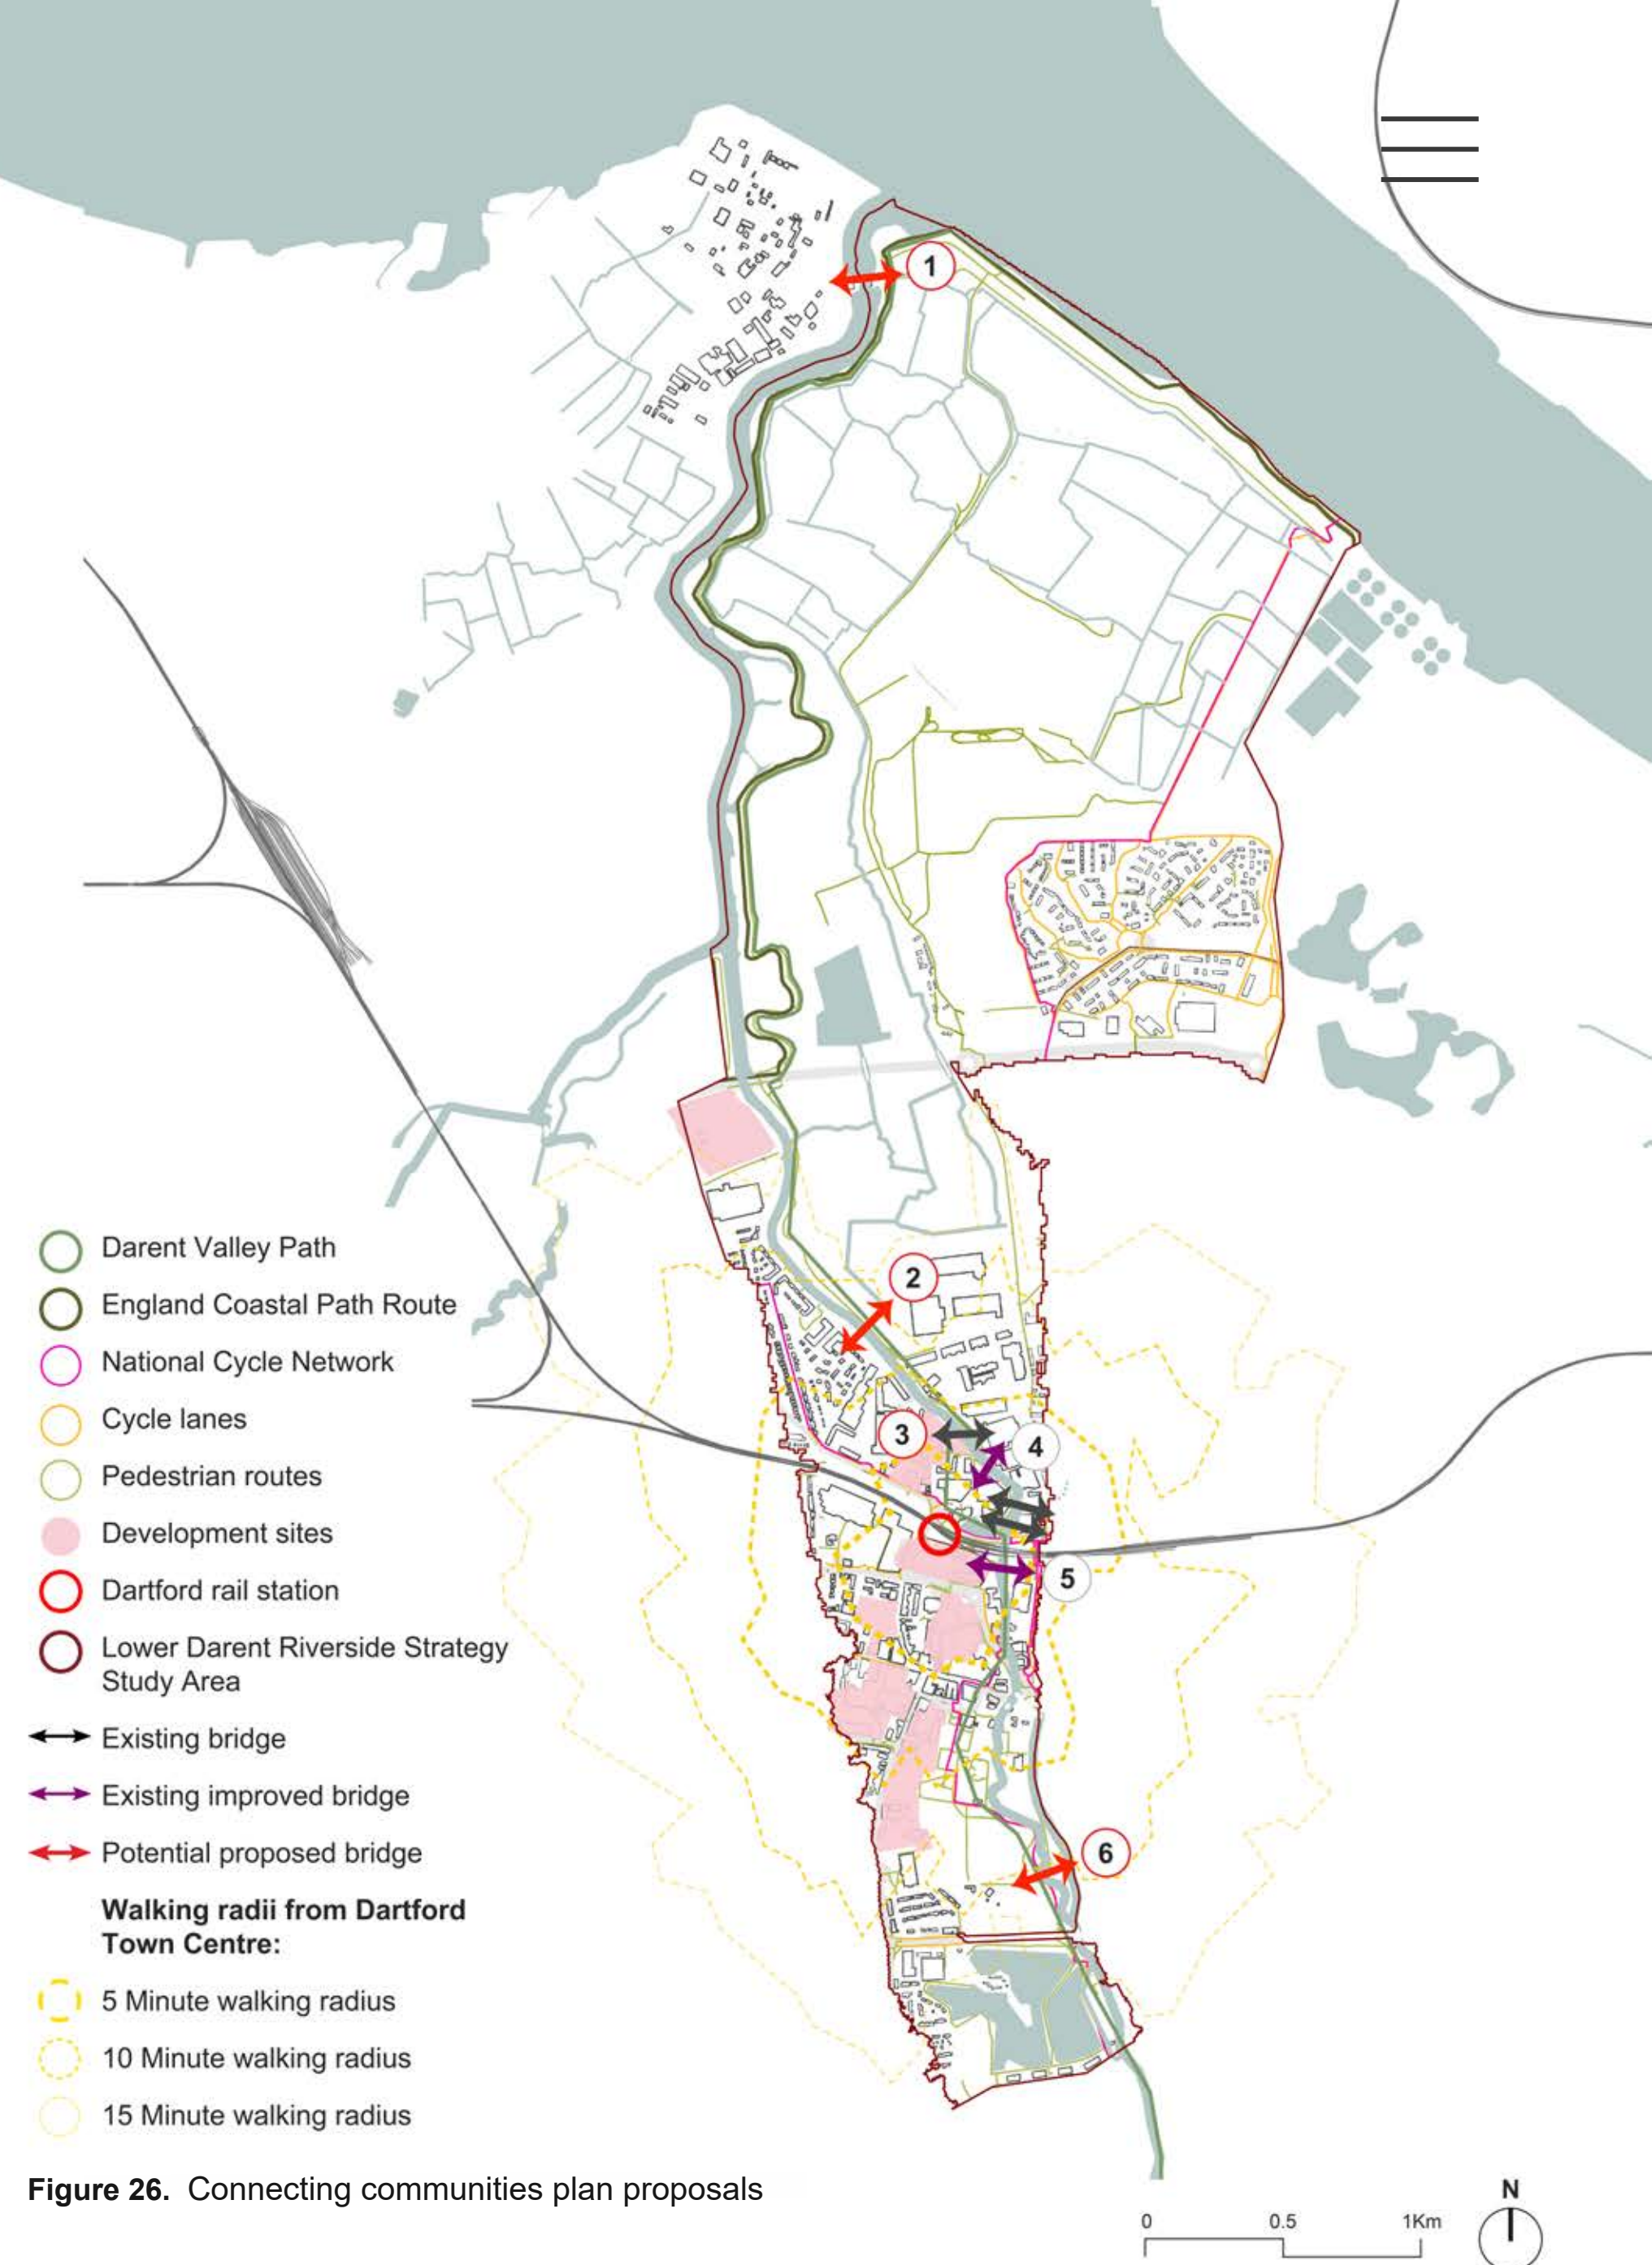 1
2
3
4
5
6
Darent Valley Path
England Coastal Path Route
National Cycle Network
Cycle lanes
Pedestrian routes
Development sites
Dartford rail station
Lower Darent Riverside Strategy
Study Area
Existing bridge
Existing improved bridge
Potential proposed bridge
Walking radii from Dartford
Town Centre:
5 Minute walking radius
10 Minute walking radius
15 Minute walking radius
Figure 26. Connecting communities plan proposals
N
0 0.5 1Km